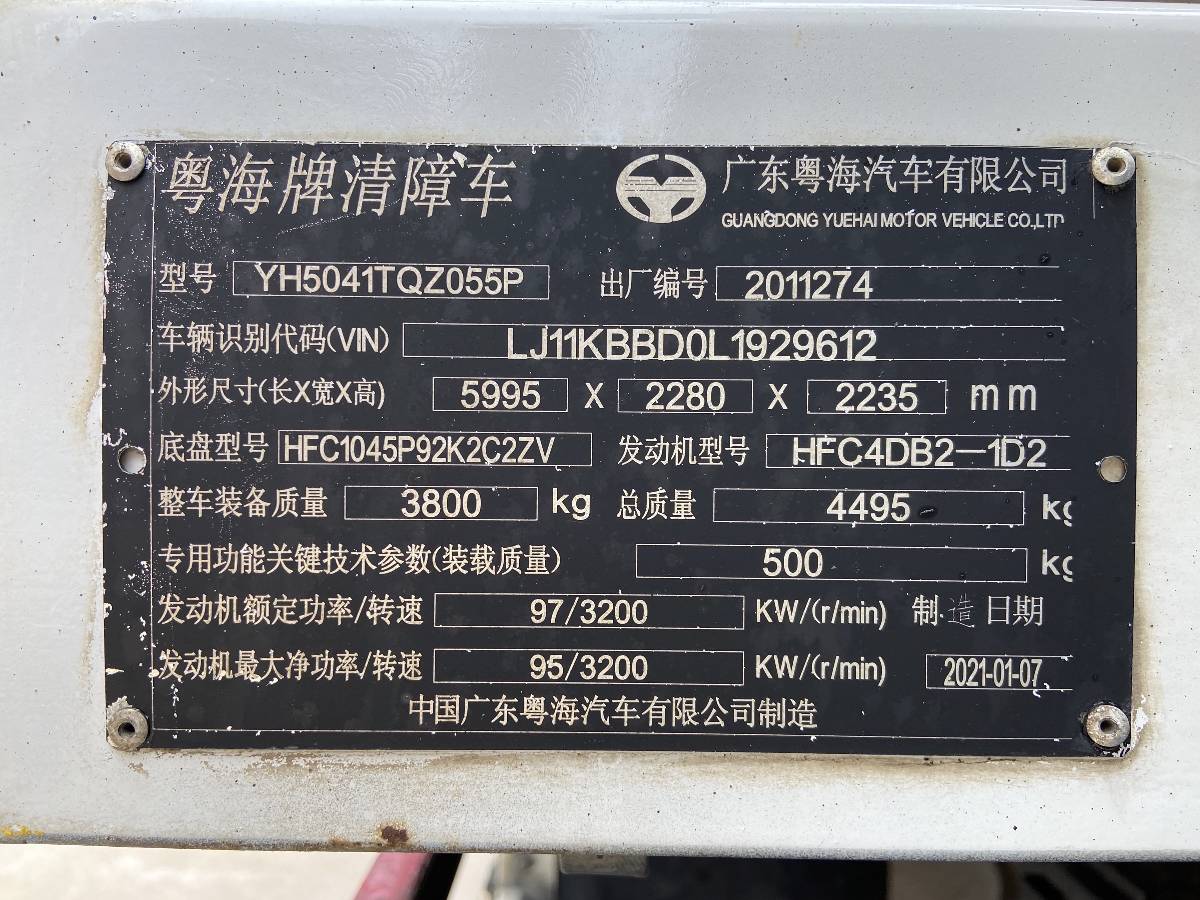 粤海牌清障车 广东粤海汽车有限公司
GUANGDONG YUEHAI MOTOR VEHICLE CO.,LTD
型号 YH5041TQZ055P 出厂编号 2011274
车辆识别代码(VIN) LJ11KBBD0L1929612
外形尺寸(长X宽X高) 5995 X 2280 X 2235 mm
底盘型号 HFC1045P92K2C2ZV 发动机型号 HFC4DB2-1D2
整车装备质量 3800 kg 总质量 4495 kg
专用功能关键技术参数(装载质量) 500 kg
发动机额定功率/转速 97/3200 KW/(r/min) 制造日期
发动机最大净功率/转速 95/3200 KW/(r/min) 2021-01-07
中国广东粤海汽车有限公司制造